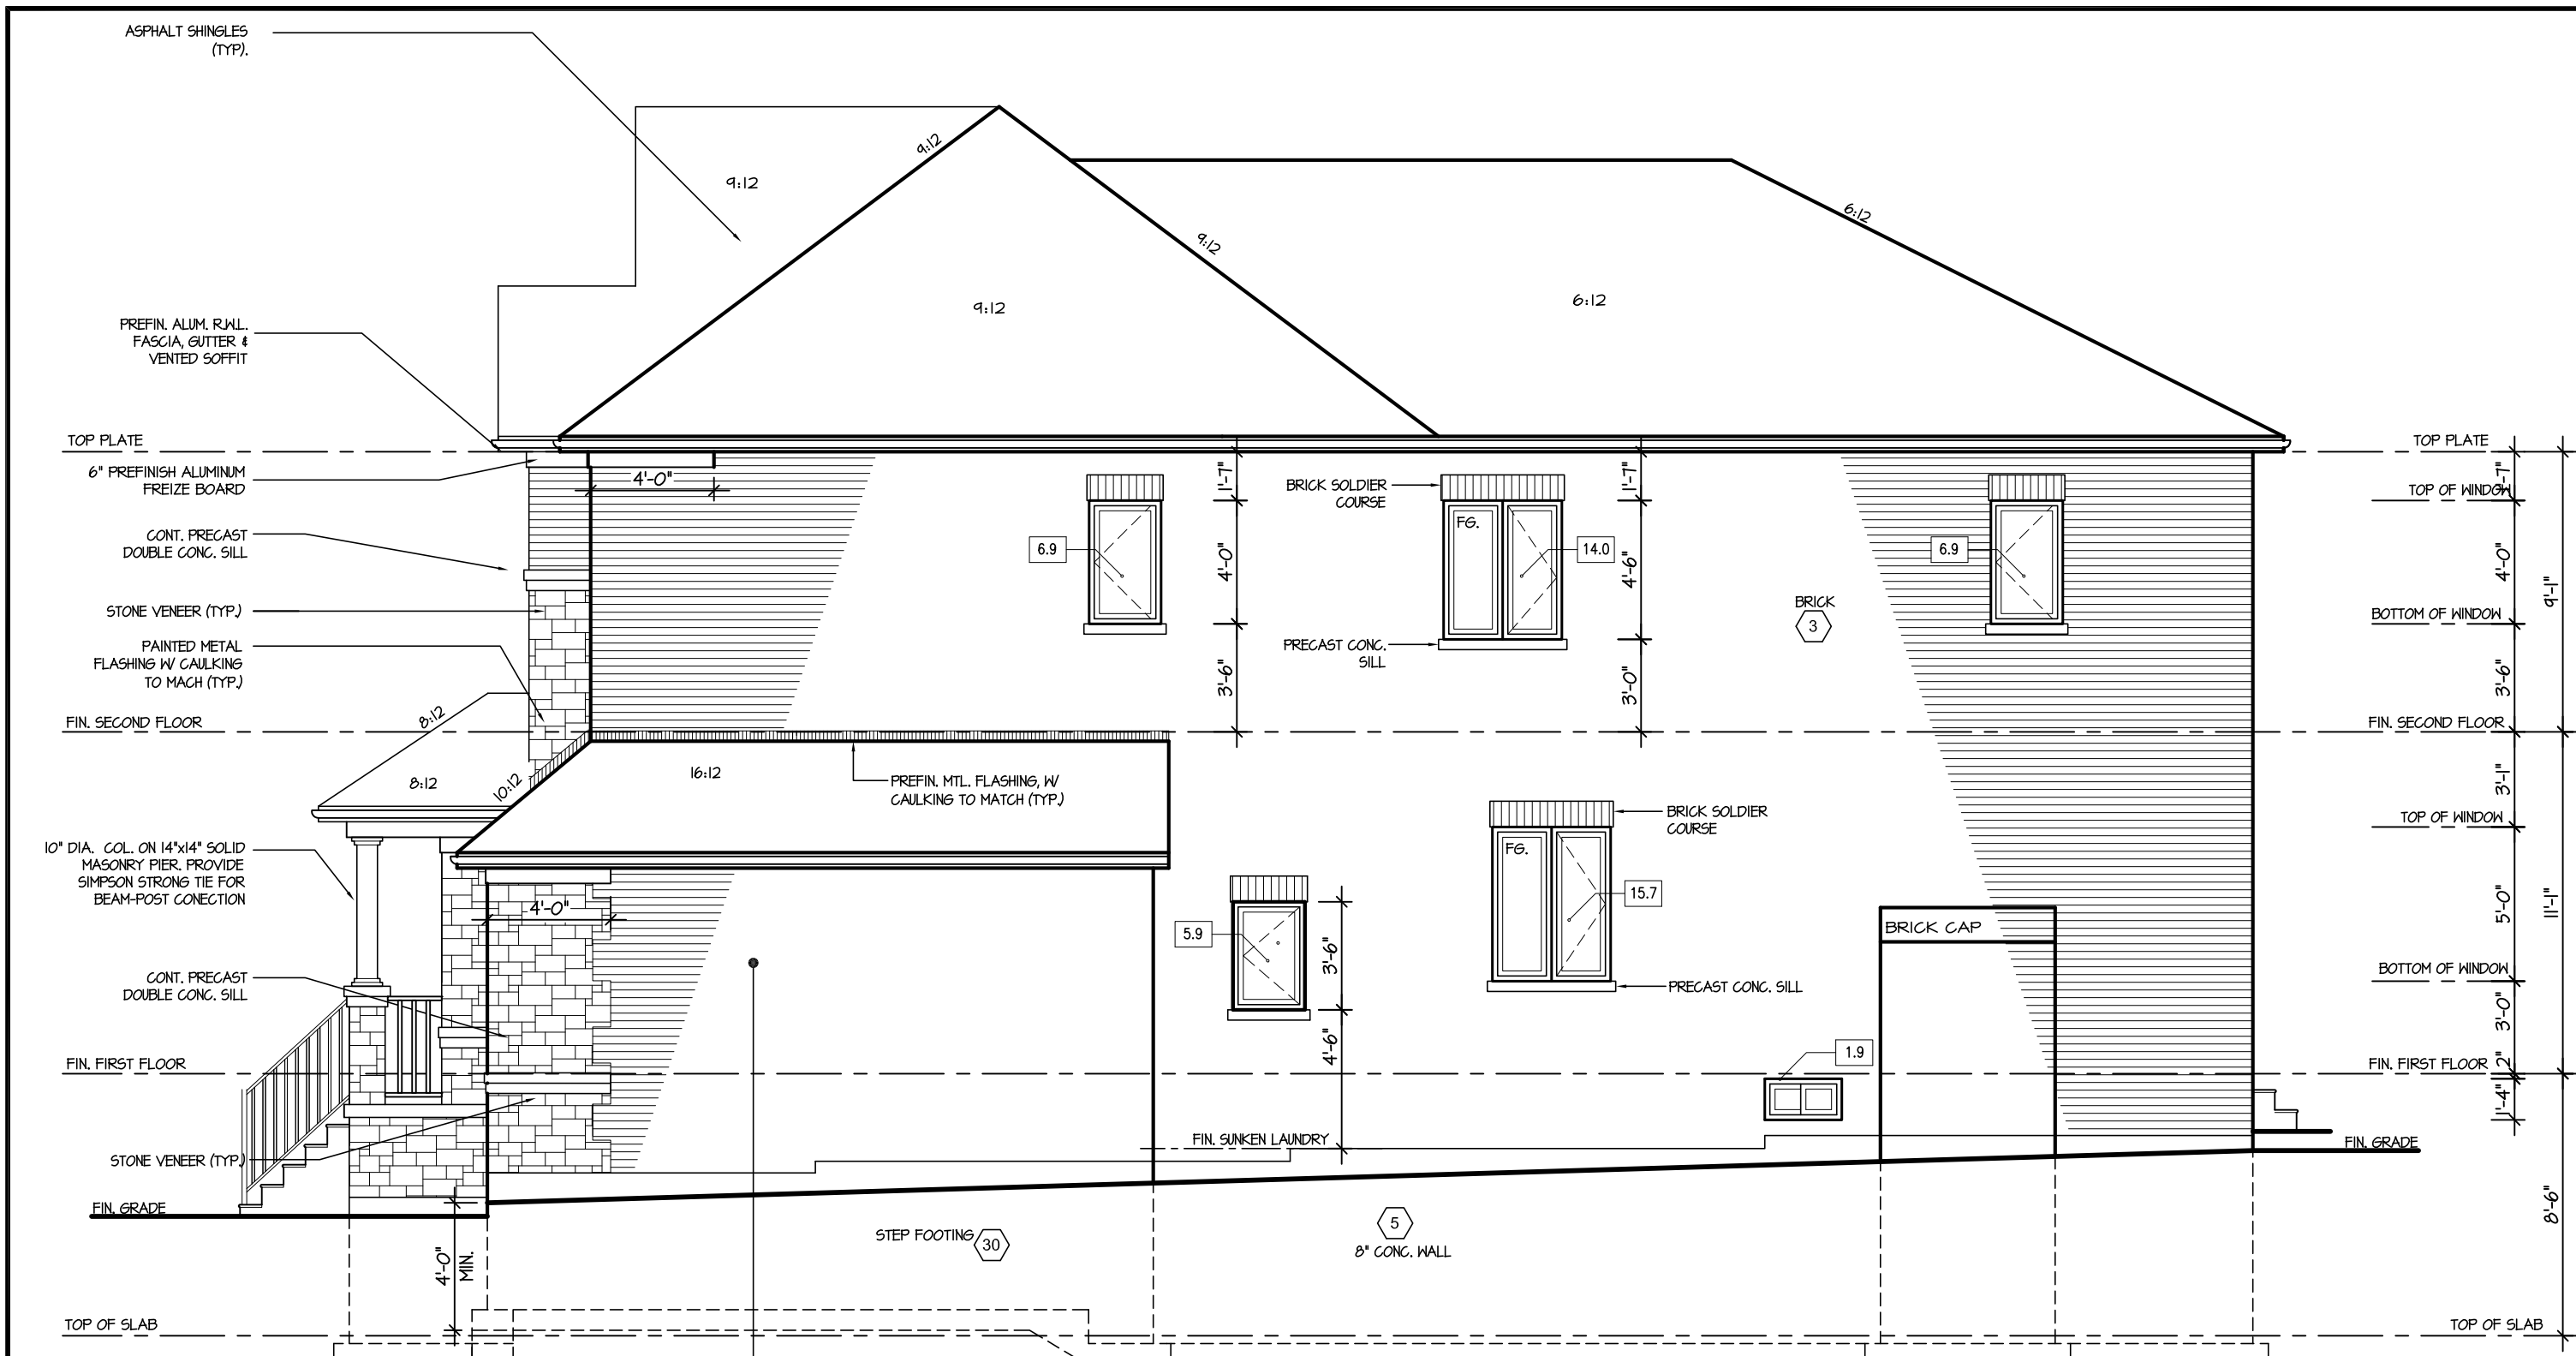 ASPHALT SHINGLES
(TYP).
9:12
9:12
9:12
9:12
6:12
6:12
PREFIN. ALUM. R.W.L.
FASCIA, GUTTER &
VENTED SOFFIT
TOP PLATE
TOP PLATE
6" PREFINISH ALUMINUM
FREIZE BOARD
4'-0"
1'-7"
BRICK SOLDIER
COURSE
1'-7"
TOP OF WINDOW
1'-7"
FG.
CONT. PRECAST
DOUBLE CONC. SILL
6.9
4'-0"
14.0
4'-6"
6.9
4'-0"
9'-1"
STONE VENEER (TYP.)
BRICK
3
BOTTOM OF WINDOW
PAINTED METAL
FLASHING W/ CAULKING
TO MACH (TYP.)
PRECAST CONC.
SILL
3'-6"
3'-0"
3'-6"
FIN. SECOND FLOOR
8:12
FIN. SECOND FLOOR
8:12
10:12
16:12
PREFIN. MTL. FLASHING, W/
CAULKING TO MATCH (TYP.)
3'-1"
BRICK SOLDIER
COURSE
TOP OF WINDOW
10" DIA. COL. ON 14"x14" SOLID
MASONRY PIER. PROVIDE
SIMPSON STRONG TIE FOR
BEAM-POST CONECTION
FG.
4'-0"
15.7
5'-0"
11'-1"
5.9
3'-6"
BRICK CAP
CONT. PRECAST
DOUBLE CONC. SILL
PRECAST CONC. SILL
BOTTOM OF WINDOW
3'-0"
4'-6"
1.9
FIN. FIRST FLOOR
FIN. FIRST FLOOR
2"
1'-4"
STONE VENEER (TYP.)
FIN. SUNKEN LAUNDRY
FIN. GRADE
FIN. GRADE
8'-6"
STEP FOOTING
30
5
8" CONC. WALL
4'-0"
MIN.
TOP OF SLAB
TOP OF SLAB